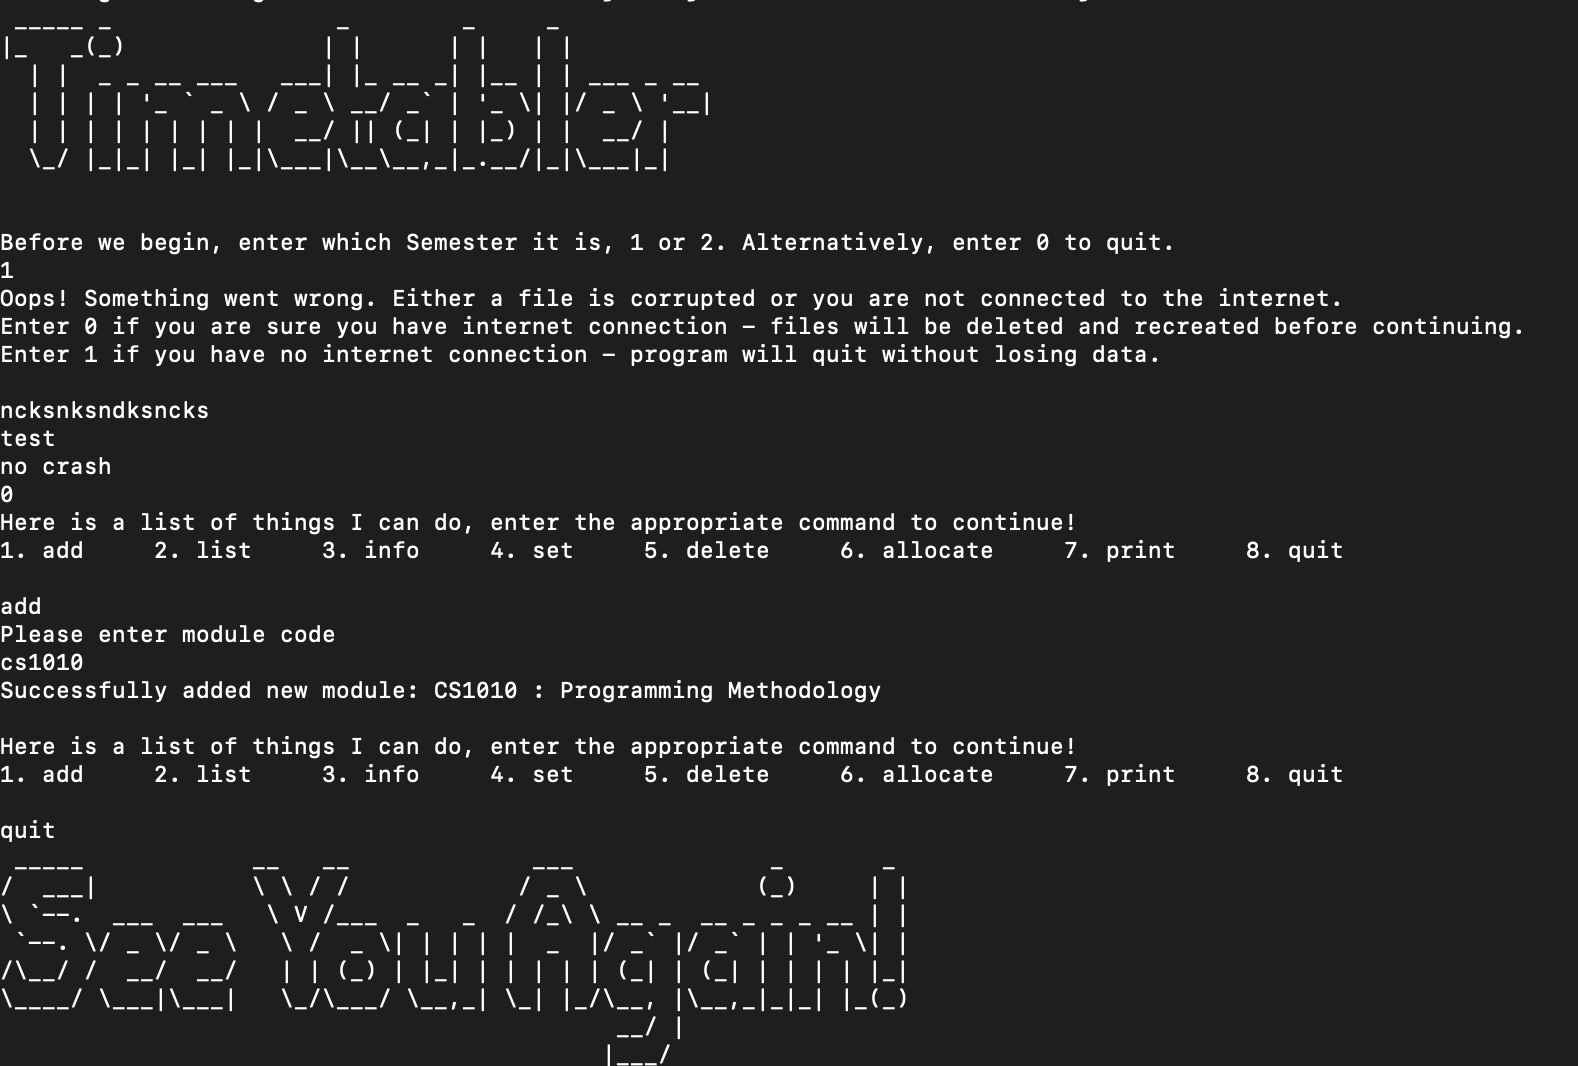 Timetabler
Before we begin, enter which Semester it is, 1 or 2. Alternatively, enter 0 to quit.
1
Oops! Something went wrong. Either a file is corrupted or you are not connected to the internet.
Enter 0 if you are sure you have internet connection – files will be deleted and recreated before continuing.
Enter 1 if you have no internet connection – program will quit without losing data.
ncksnksndksncks
test
no crash
0
Here is a list of things I can do, enter the appropriate command to continue!
1. add     2. list     3. info     4. set     5. delete     6. allocate     7. print     8. quit
add
Please enter module code
cs1010
Successfully added new module: CS1010 : Programming Methodology
Here is a list of things I can do, enter the appropriate command to continue!
1. add     2. list     3. info     4. set     5. delete     6. allocate     7. print     8. quit
quit
See You Again!